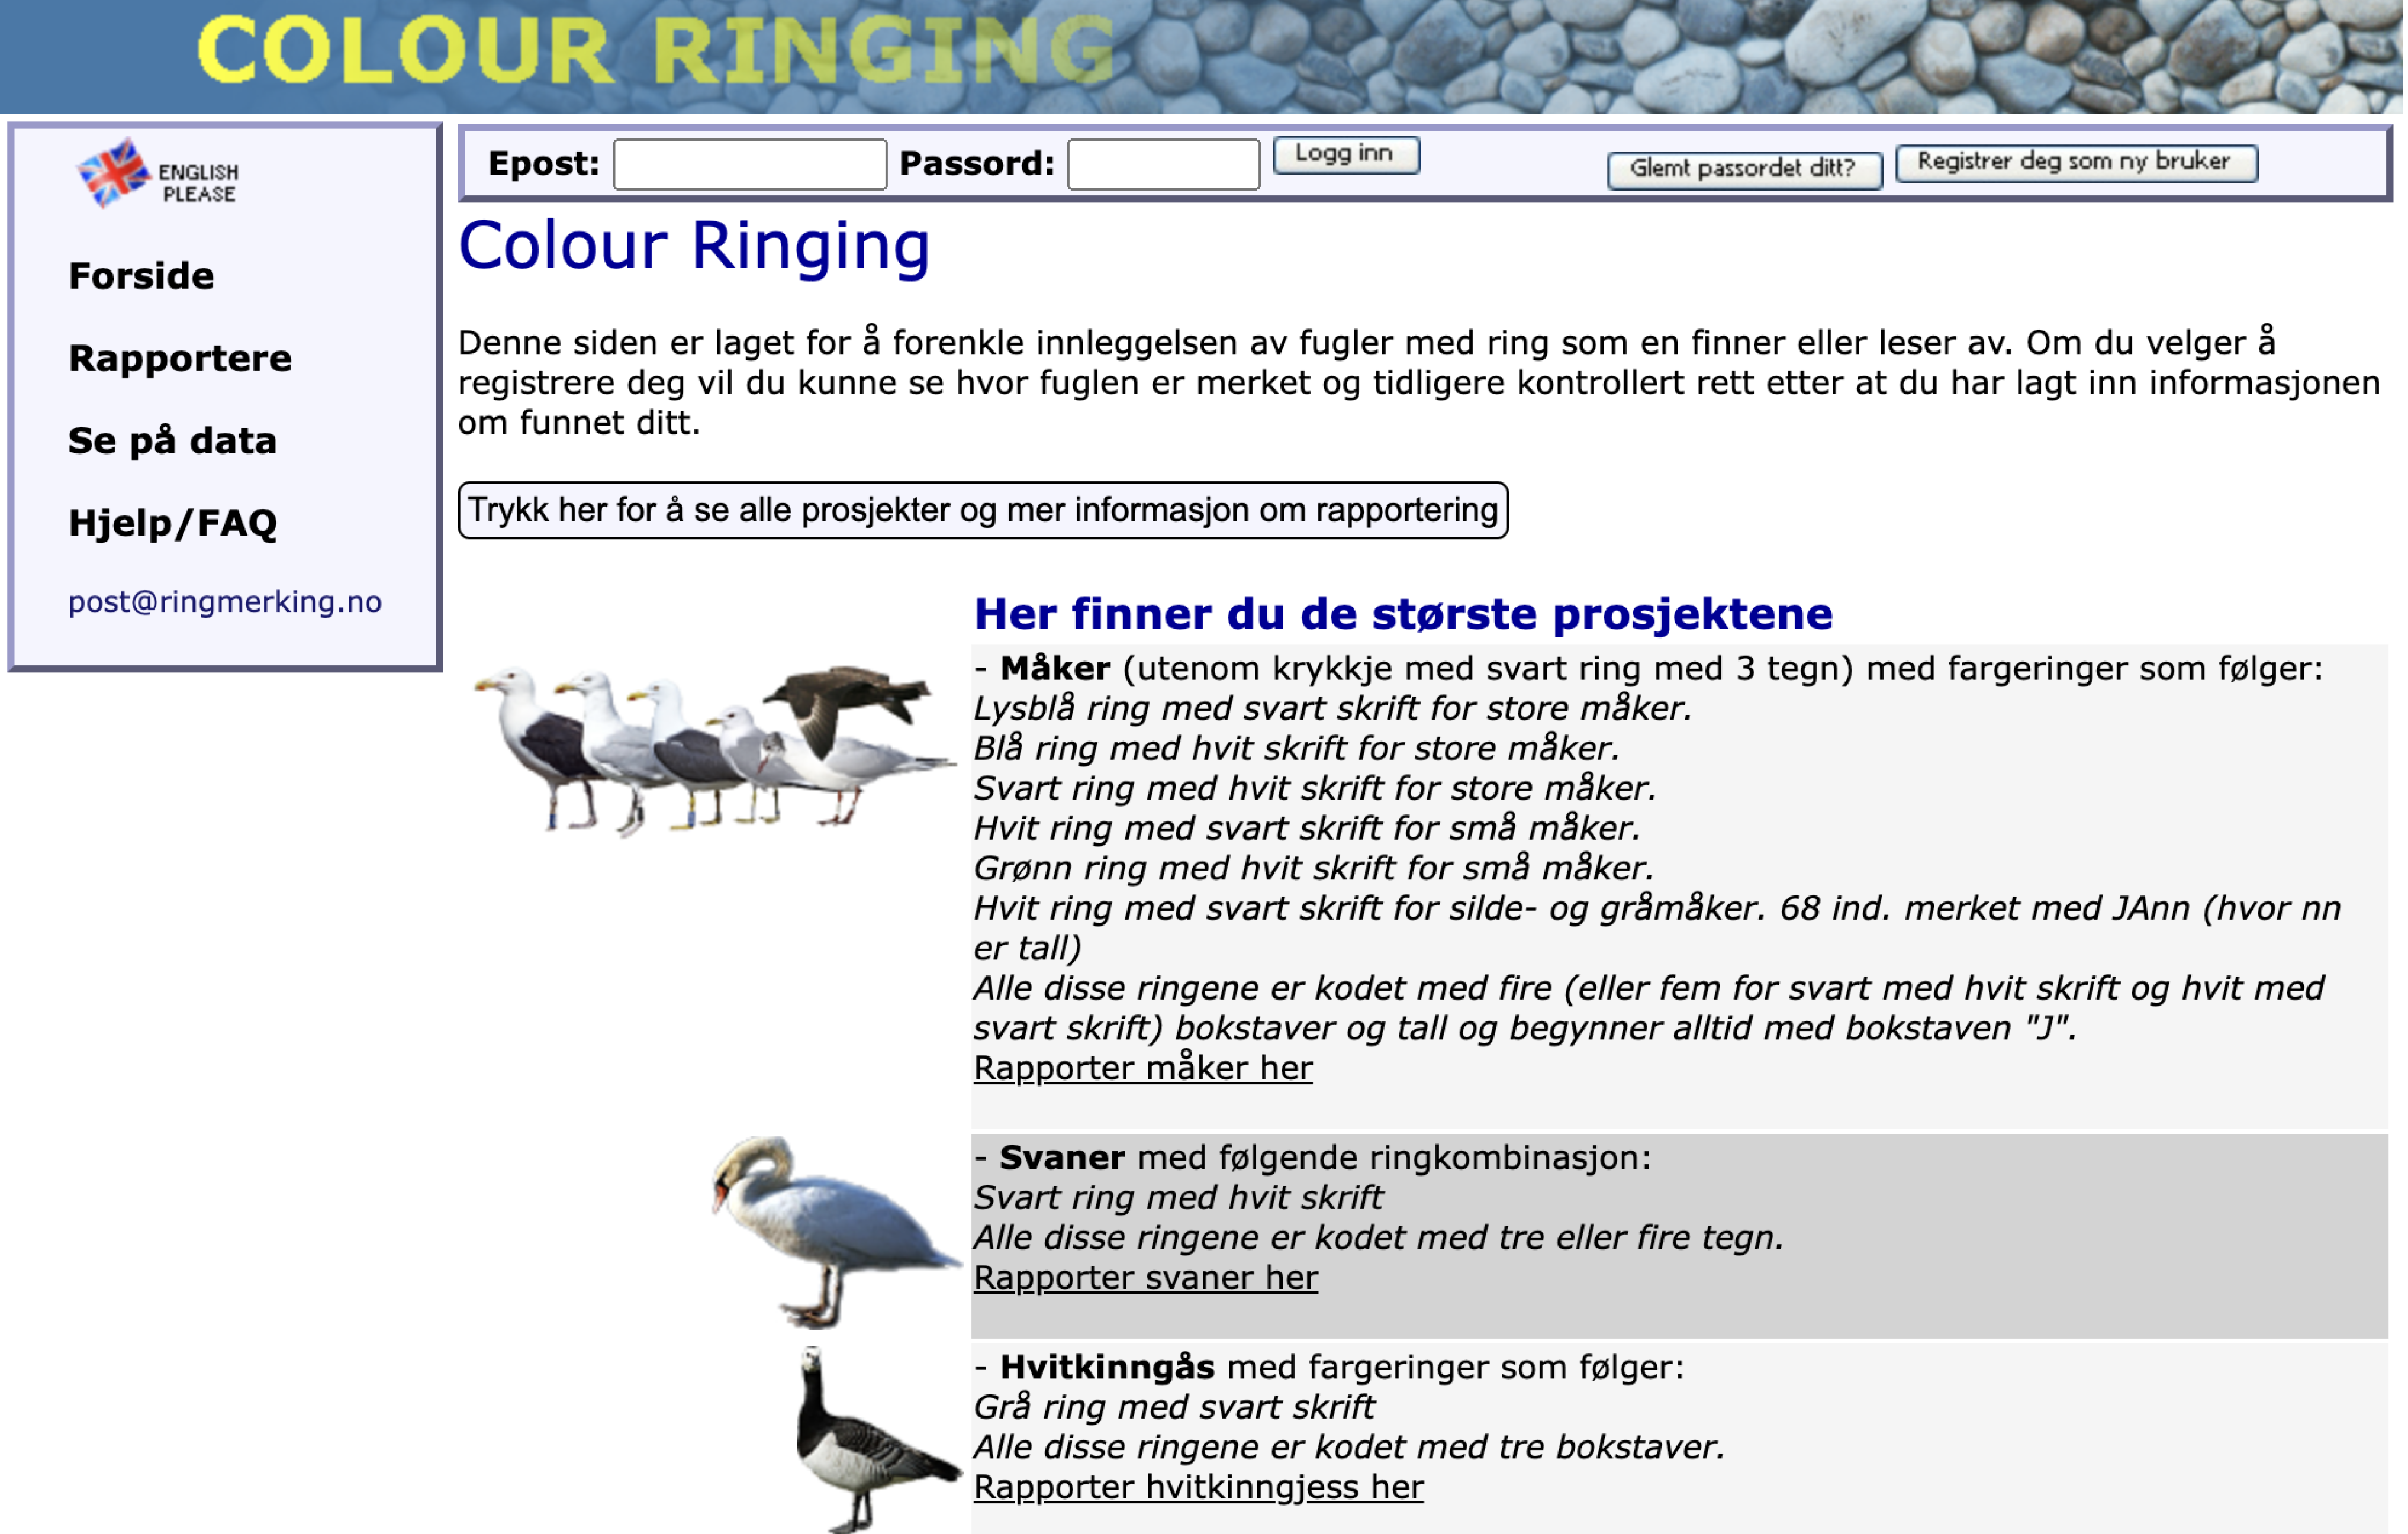 COLOUR RINGING
ENGLISH
PLEASE
Forside
Rapportere
Se på data
Hjelp/FAQ
post@ringmerking.no
Epost:
Passord:
Logg inn
Glemt passordet ditt?
Registrer deg som ny bruker
Colour Ringing
Denne siden er laget for å forenkle innleggelsen av fugler med ring som en finner eller leser av. Om du velger å
registrere deg vil du kunne se hvor fuglen er merket og tidligere kontrollert rett etter at du har lagt inn informasjonen
om funnet ditt.
Trykk her for å se alle prosjekter og mer informasjon om rapportering
Her finner du de største prosjektene
- Måker (utenom krykkje med svart ring med 3 tegn) med fargeringer som følger:
Lysblå ring med svart skrift for store måker.
Blå ring med hvit skrift for store måker.
Svart ring med hvit skrift for store måker.
Hvit ring med svart skrift for små måker.
Grønn ring med hvit skrift for små måker.
Hvit ring med svart skrift for silde- og gråmåker. 68 ind. merket med JAnn (hvor nn
er tall)
Alle disse ringene er kodet med fire (eller fem for svart med hvit skrift og hvit med
svart skrift) bokstaver og tall og begynner alltid med bokstaven "J".
Rapporter måker her
- Svaner med følgende ringkombinasjon:
Svart ring med hvit skrift
Alle disse ringene er kodet med tre eller fire tegn.
Rapporter svaner her
- Hvitkinngås med fargeringer som følger:
Grå ring med svart skrift
Alle disse ringene er kodet med tre bokstaver.
Rapporter hvitkinngjess her